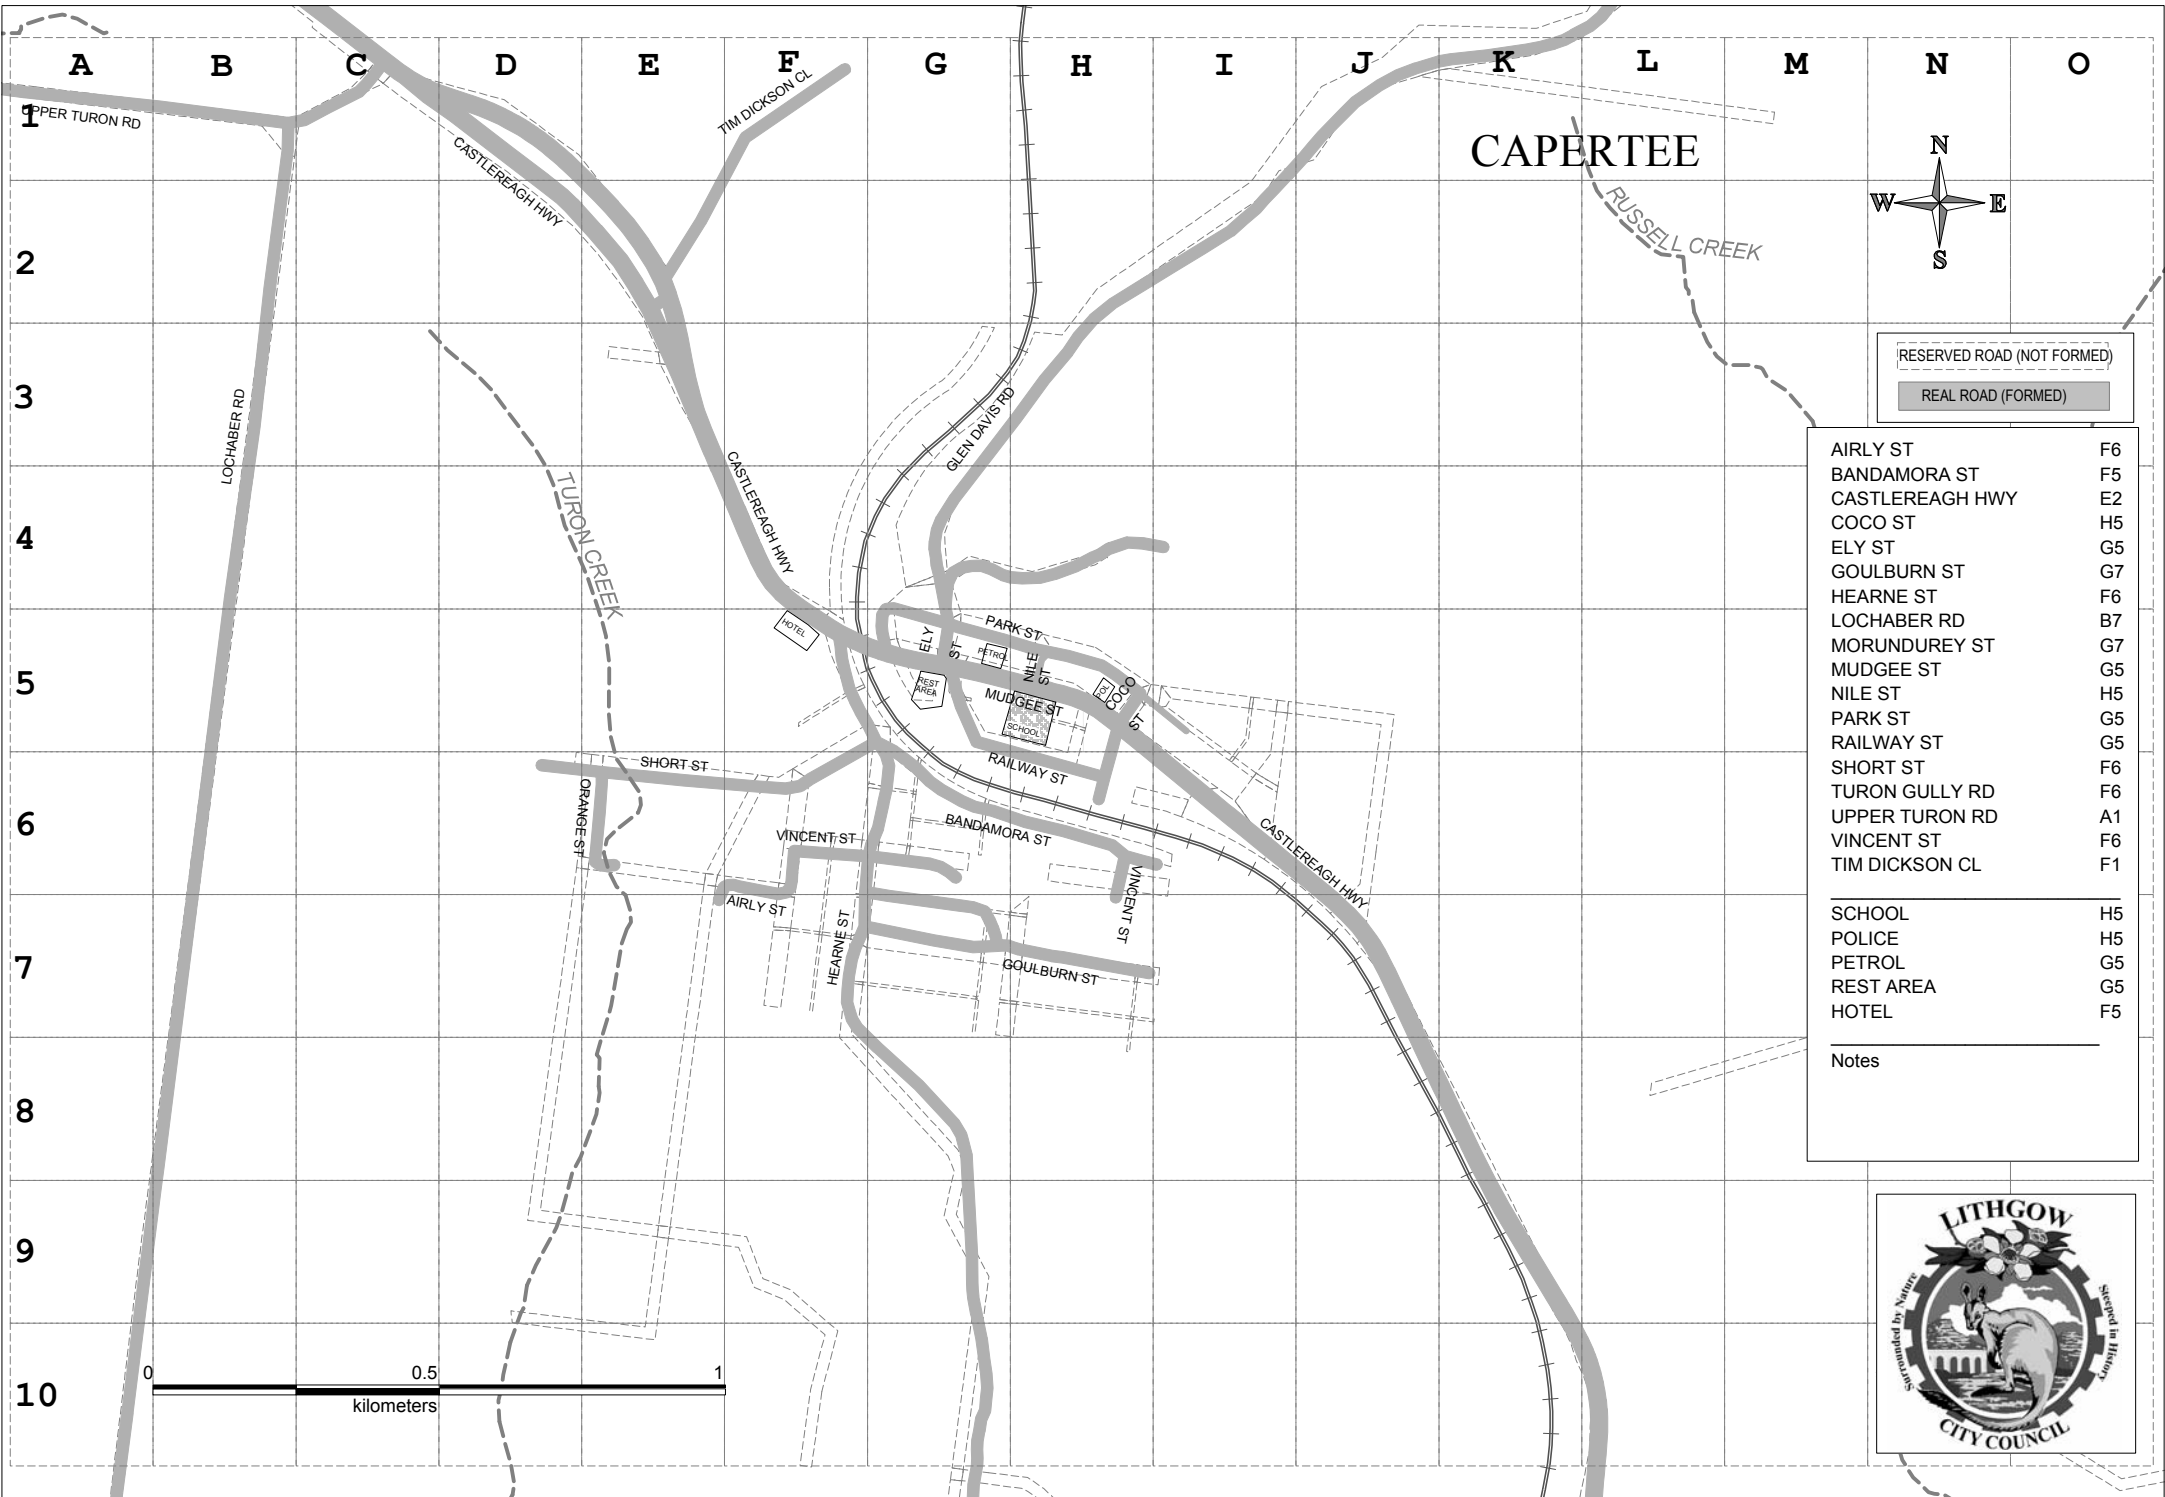 A B C D E F G H I J K L M N O
1
2
3
4
5
6
7
8
9
10
CAPERTEE
N
W E
S
UPPER TURON RD
CASTLEREAGH HWY
TIM DICKSON CL
RUSSELL CREEK
LOCHABER RD
TURON CREEK
GLEN DAVIS RD
CASTLEREAGH HWY
HOTEL
ELY ST
PARK ST
PETROL
NILE ST
REST
AREA
MUDGEE ST
SCHOOL
POL
COCO ST
RAILWAY ST
SHORT ST
ORANGE ST
VINCENT ST
BANDAMORA ST
CASTLEREAGH HWY
VINCENT ST
AIRLY ST
HEARNE ST
GOULBURN ST
RESERVED ROAD (NOT FORMED)
REAL ROAD (FORMED)
AIRLY ST F6
BANDAMORA ST F5
CASTLEREAGH HWY E2
COCO ST H5
ELY ST G5
GOULBURN ST G7
HEARNE ST F6
LOCHABER RD B7
MORUNDUREY ST G7
MUDGEE ST G5
NILE ST H5
PARK ST G5
RAILWAY ST G5
SHORT ST F6
TURON GULLY RD F6
UPPER TURON RD A1
VINCENT ST F6
TIM DICKSON CL F1
SCHOOL H5
POLICE H5
PETROL G5
REST AREA G5
HOTEL F5
Notes
0 0.5 1
kilometers
LITHGOW
Surrounded by Nature
Steeped in History
CITY COUNCIL